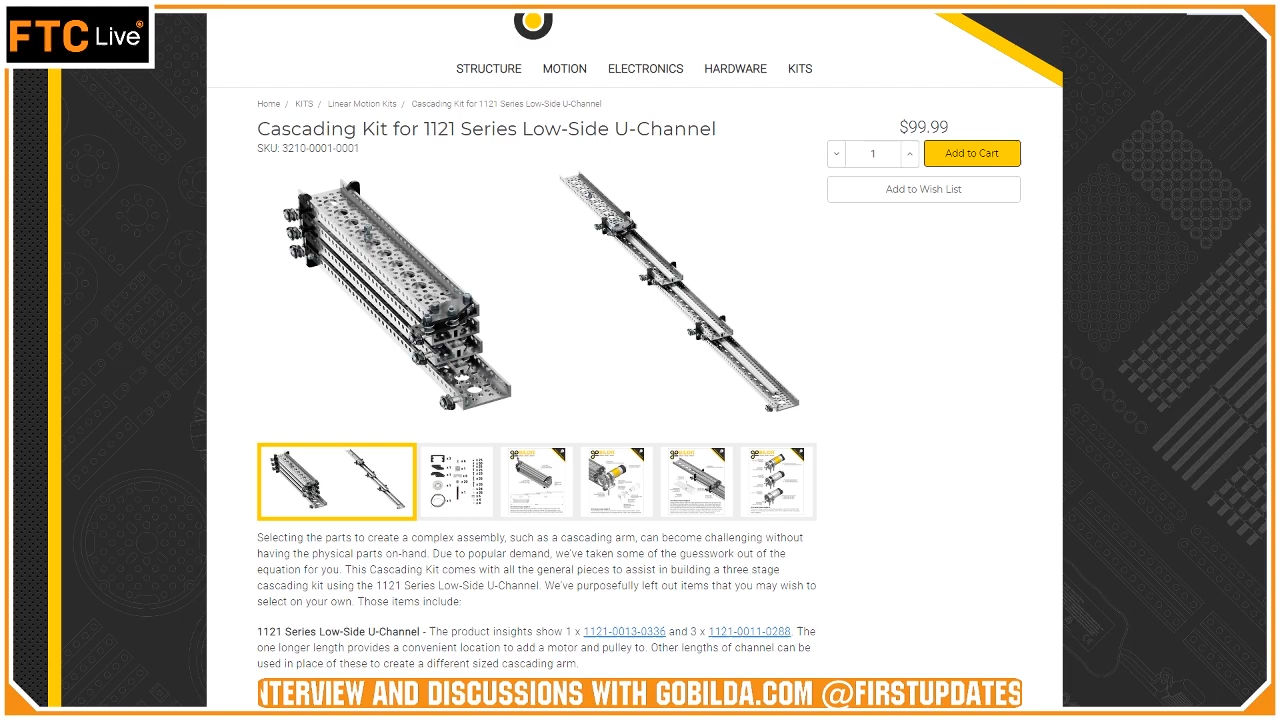 FTC Live
STRUCTURE MOTION ELECTRONICS HARDWARE KITS
Home / KITS / Linear Motion Kits / Cascading Kit for 1121 Series Low-Side U-Channel
Cascading Kit for 1121 Series Low-Side U-Channel
SKU: 3210-0001-0001
$99.99
1
Add to Cart
Add to Wish List
Selecting the parts to create a complex assembly, such as a cascading arm, can become challenging without
having the physical parts on-hand. Due to popular demand, we've taken some of the guesswork out of the
equation for you. This Cascading Kit comes with all the general pieces to assist in building a three stage
cascading kit using the 1121 Series Low-Side U-Channel. We've purposefully left out items that you may wish to
select on your own. Those items include:
1121 Series Low-Side U-Channel - The product insights show 1 x 1121-0013-0336 and 3 x 1121-0011-0288. The
one longer length provides a convenient location to add a motor and pulley to. Other lengths of channel can be
used in place of these to create a different sized cascading arm.
NTERVIEW AND DISCUSSIONS WITH GOBILDA.COM @FIRSTUPDATES